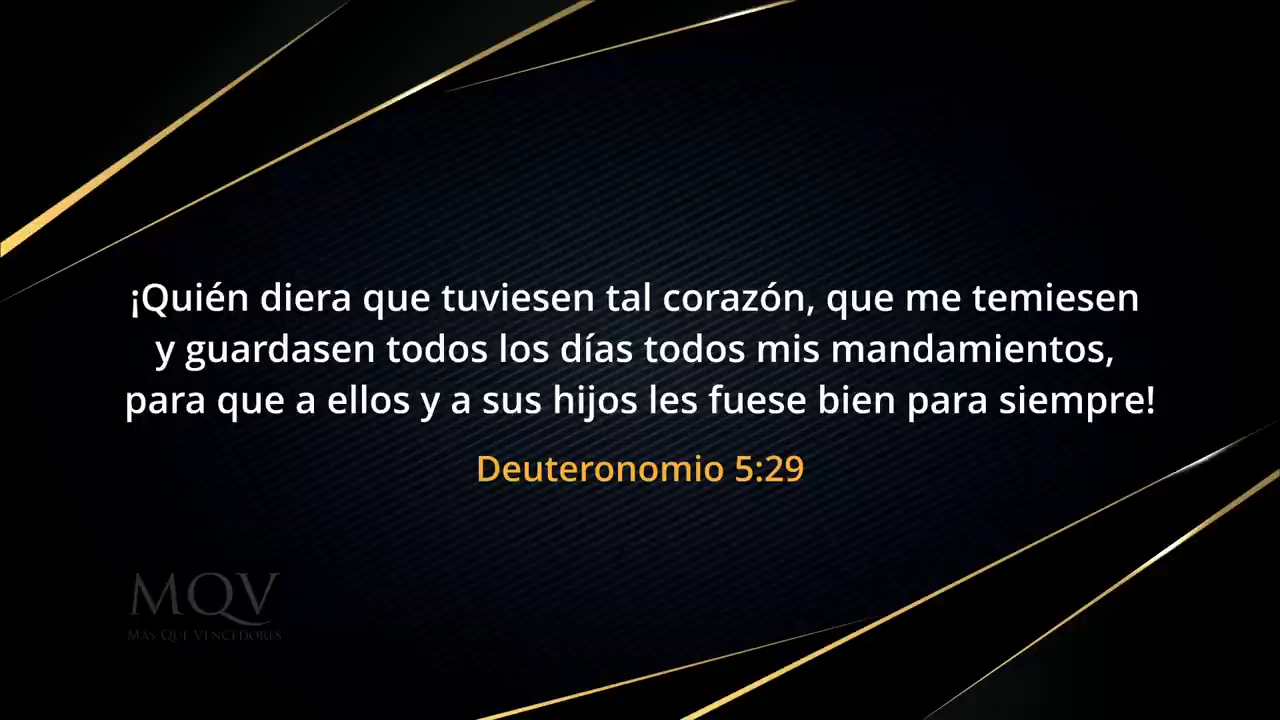 ¡Quién diera que tuviesen tal corazón, que me temiesen
y guardasen todos los días todos mis mandamientos,
para que a ellos y a sus hijos les fuese bien para siempre!
Deuteronomio 5:29
MQV
MÁS QUE VENCEDORES